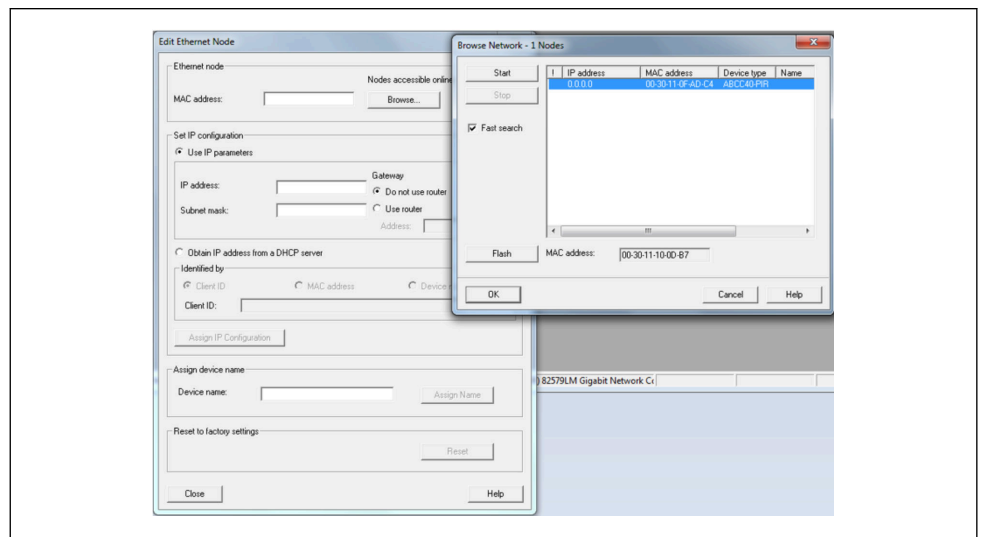 Edit Ethernet Node
Ethernet node
Nodes accessible online
MAC address:
Browse...
Set IP configuration
Use IP parameters
Gateway
IP address:
Do not use router
Subnet mask:
Use router
Address:
Obtain IP address from a DHCP server
Identified by
Client ID
MAC address
Device
Client ID:
Assign IP Configuration
Assign device name
Device name:
Assign Name
Reset to factory settings
Reset
Close
Help
Browse Network - 1 Nodes
Start
! IP address MAC address Device type Name
0.0.0.0 00-30-11-0F-AD-C4 ABCC40-PIR
Stop
Fast search
Flash
MAC address:
00-30-11-10-0D-B7
OK
Cancel
Help
) 82579LM Gigabit Network Cc